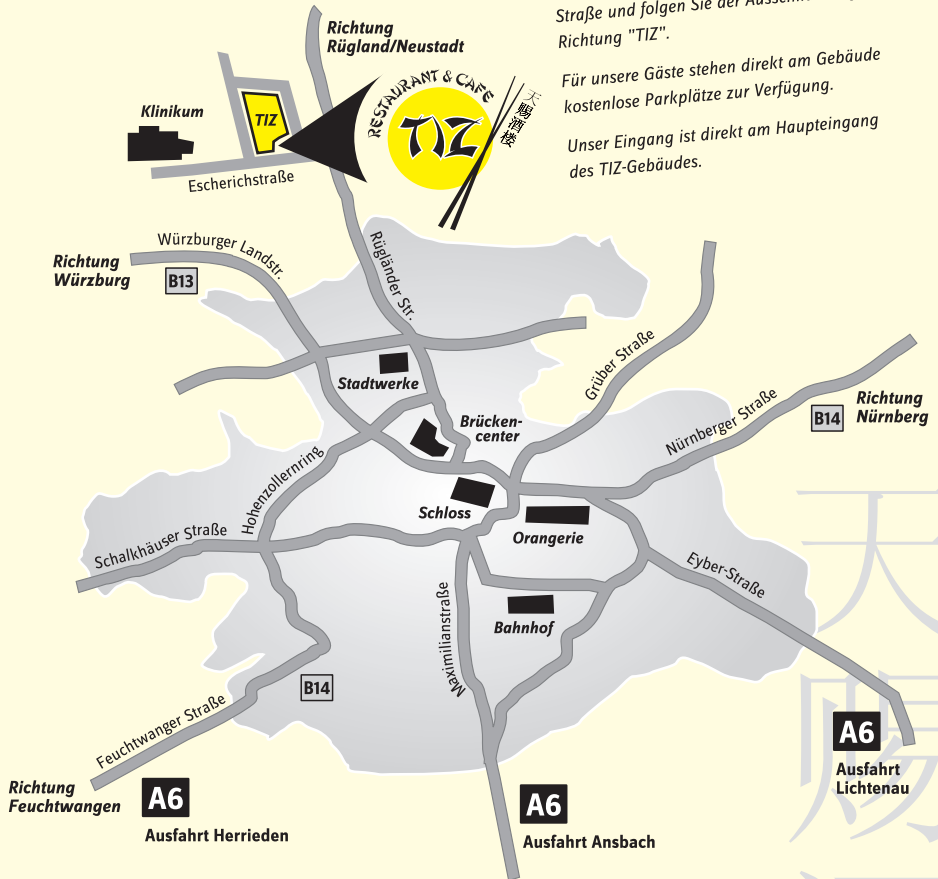 Straße und folgen Sie der
Richtung "TIZ".
Für unsere Gäste stehen direkt am Gebäude
kostenlose Parkplätze zur Verfügung.
Unser Eingang ist direkt am Haupteingang
des TIZ-Gebäudes.
Richtung
Rügland/Neustadt
RESTAURANT & CAFE
TIZ
天賜酒楼
Klinikum
TIZ
Escherichstraße
Würzburger Landstr.
Richtung
Würzburg
B13
Rügländer Str.
Stadtwerke
Grüber Straße
Brücken-
center
Nürnberger Straße
Richtung
Nürnberg
B14
Hohenzollernring
Schloss
Orangerie
Schalkhäuser Straße
Eyber-Straße
Maximilianstraße
Bahnhof
B14
Feuchtwanger Straße
Richtung
Feuchtwangen
A6
Ausfahrt Herrieden
A6
Ausfahrt Ansbach
A6
Ausfahrt
Lichtenau
天
賜